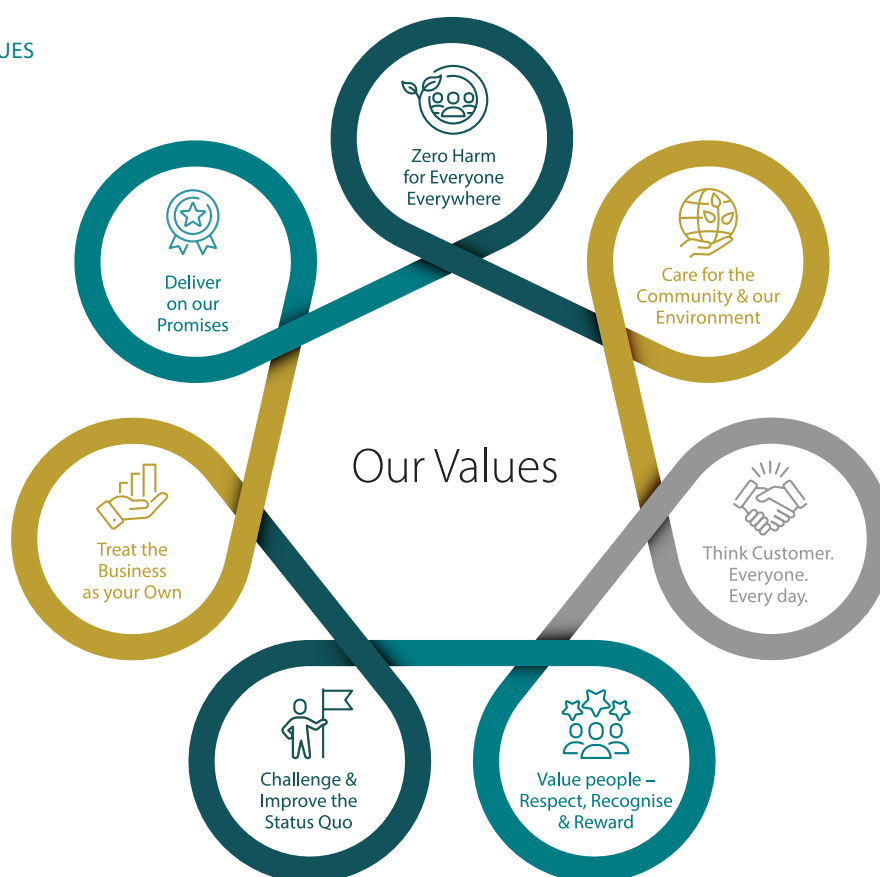 Zero Harm
for Everyone
Everywhere
Care for the
Community & our
Environment
Think Customer.
Everyone.
Every day.
Value people –
Respect, Recognise
& Reward
Challenge &
Improve the
Status Quo
Treat the
Business
as your Own
Deliver
on our
Promises
Our Values